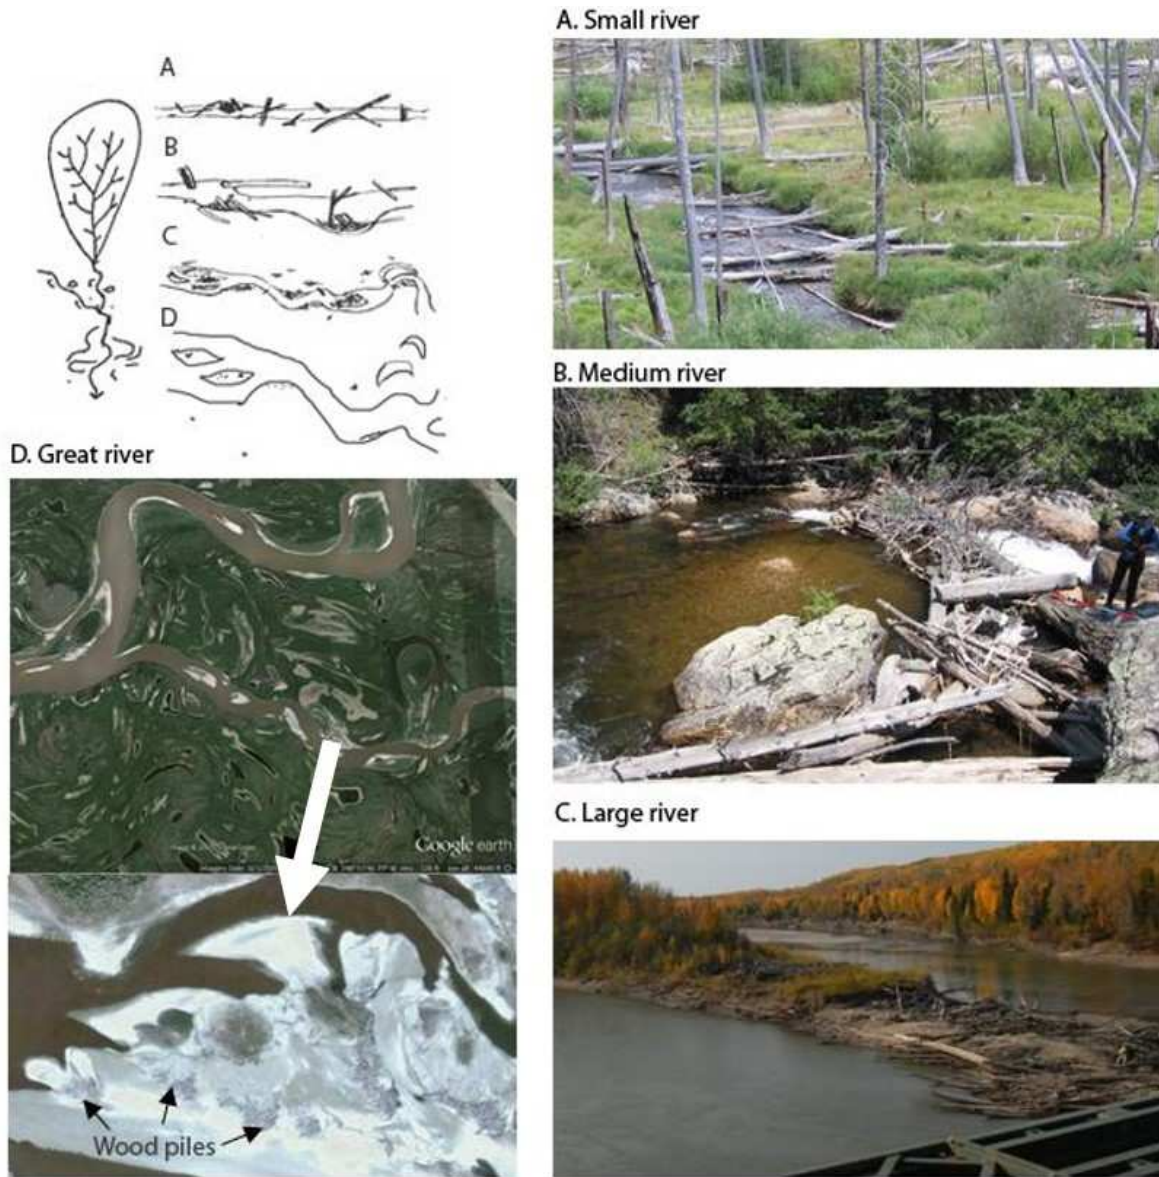 A. Small river
A
B
C
D
B. Medium river
D. Great river
Google earth
C. Large river
Wood piles